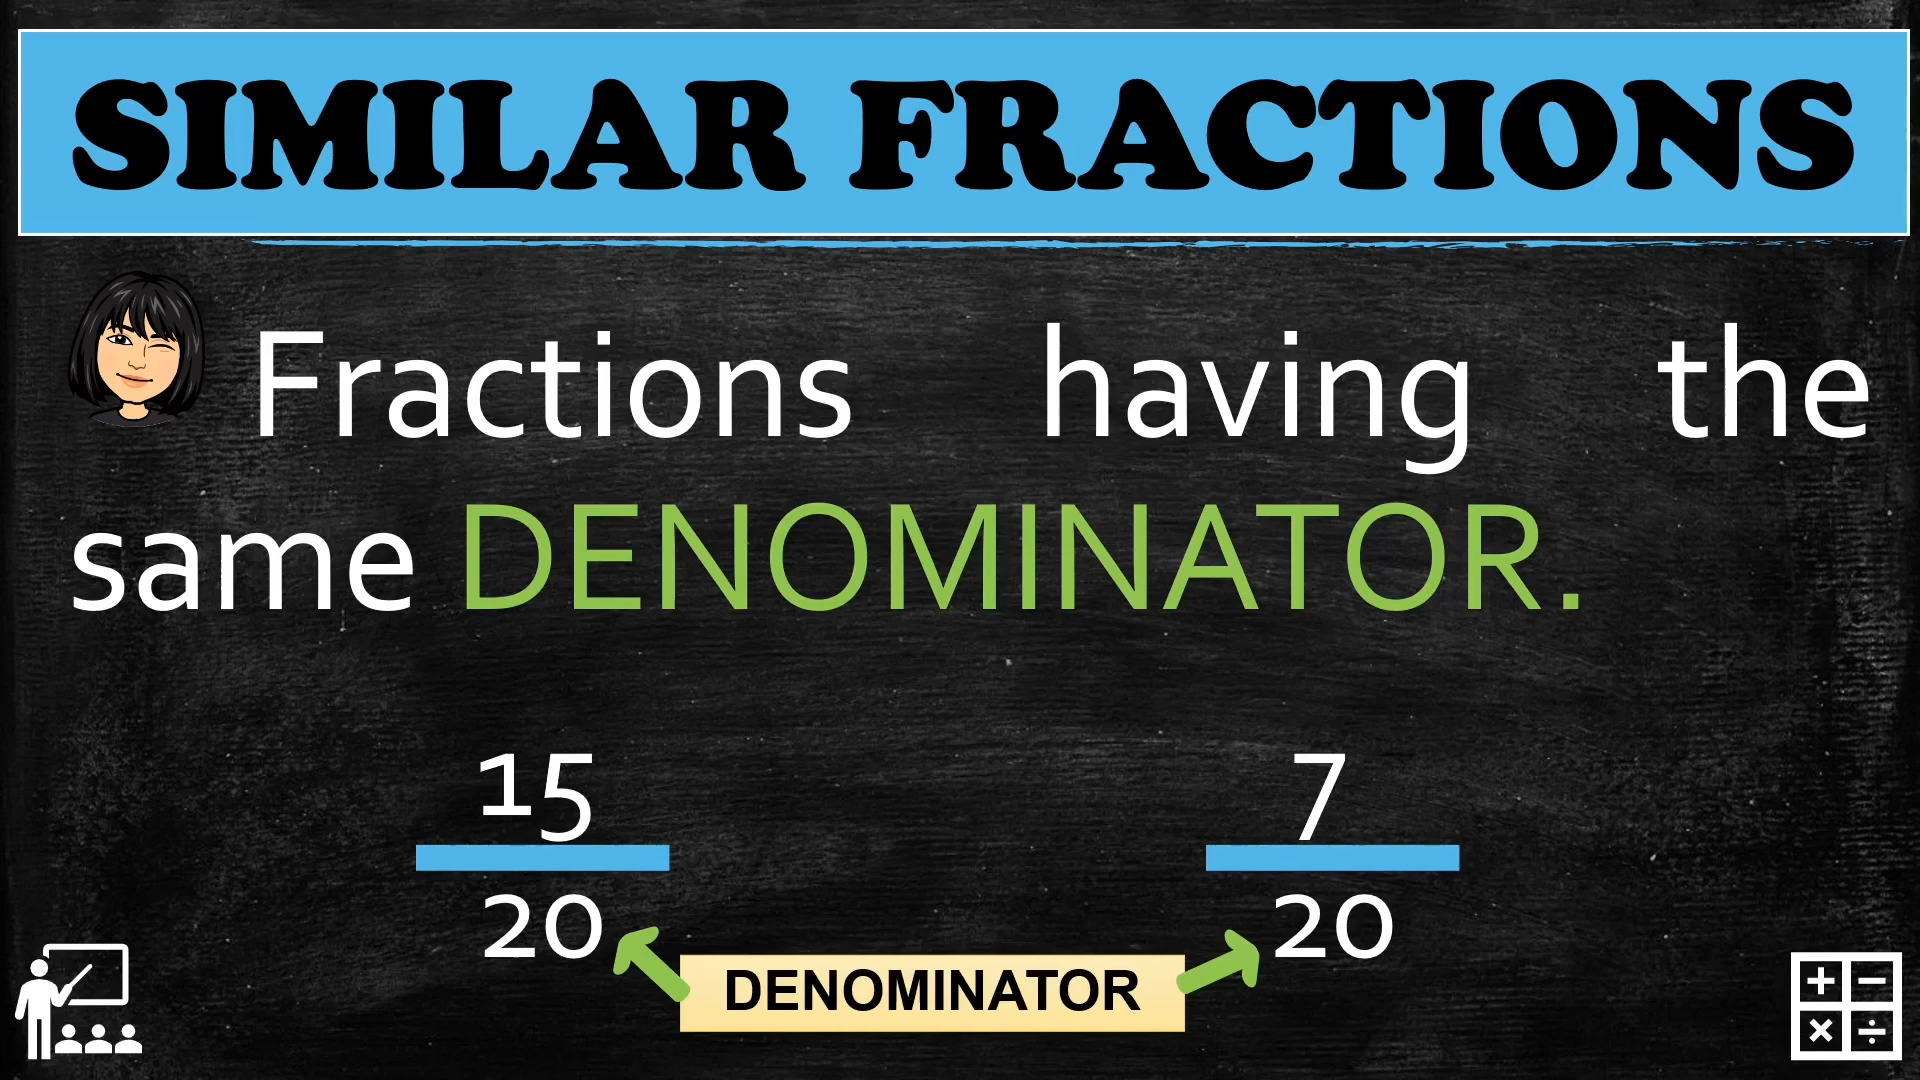 SIMILAR FRACTIONS
Fractions having the
same DENOMINATOR.
15 7
20 20
DENOMINATOR
+ −
× ÷